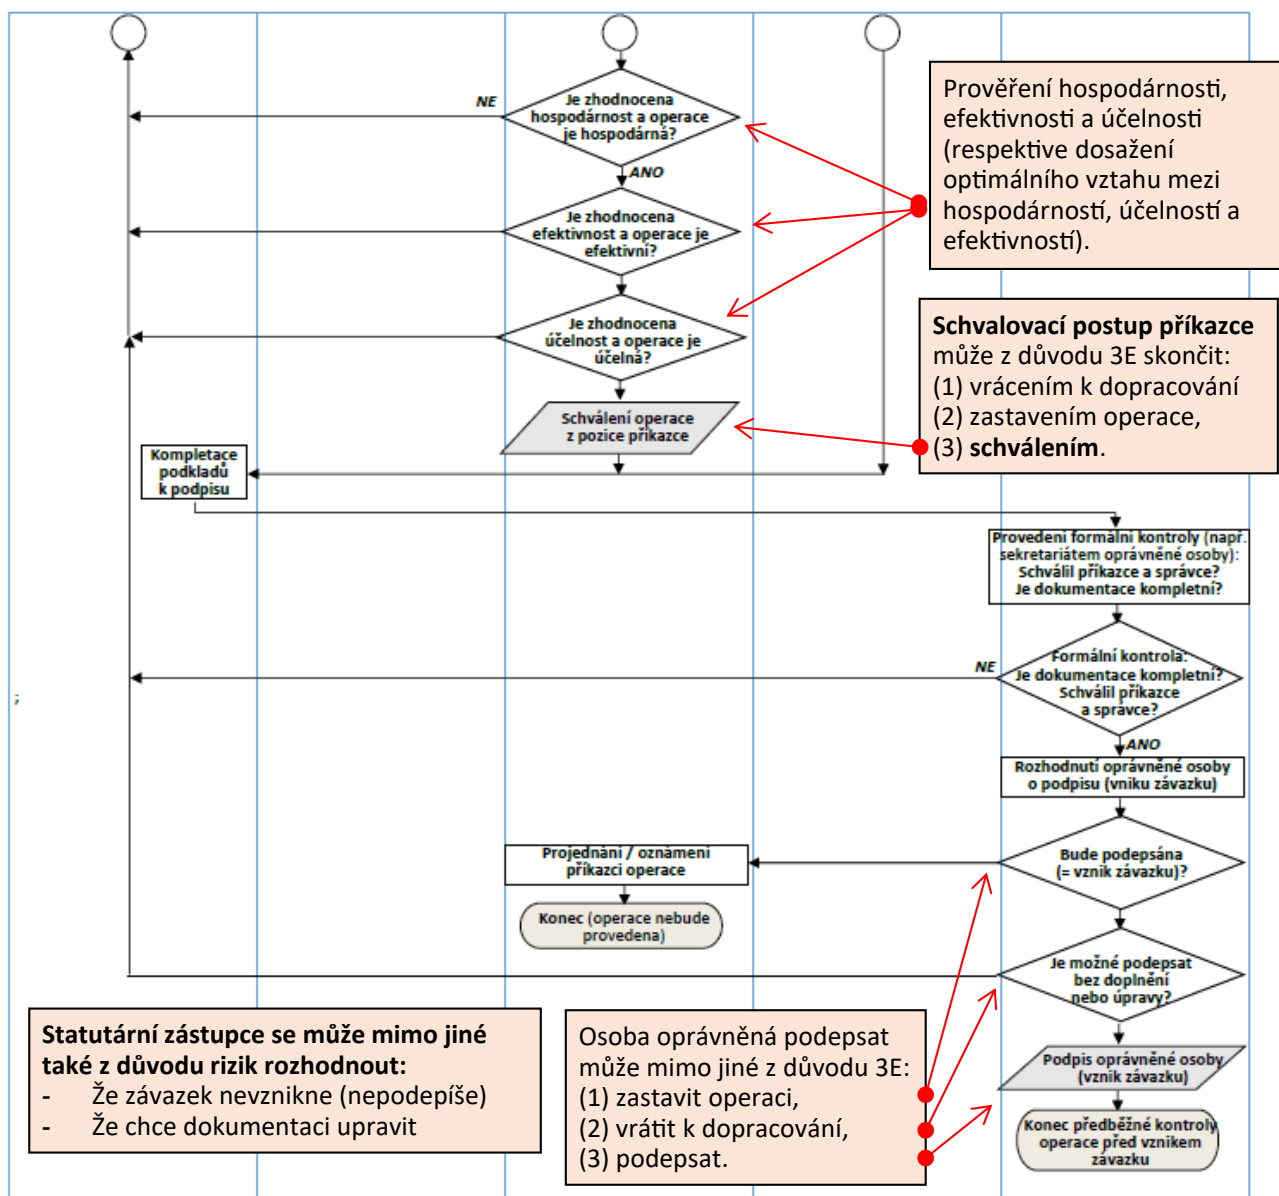 NE
Je zhodnocena
hospodárnost a operace
je hospodárná?
ANO
Je zhodnocena
efektivnost a operace je
efektivní?
Je zhodnocena
účelnost a operace je
účelná?
Schválení operace
z pozice příkazce
Prověření hospodárnosti,
efektivnosti a účelnosti
(respektive dosažení
optimálního vztahu mezi
hospodárností, účelností a
efektivností).
Schvalovací postup příkazce
může z důvodu 3E skončit:
(1) vrácením k dopracování
(2) zastavením operace,
(3) schválením.
Kompletace
podkladů
k podpisu
Provedení formální kontroly (např.
sekretariátem oprávněné osoby):
Schválil příkazce a správce?
Je dokumentace kompletní?
NE
Formální kontrola:
Je dokumentace kompletní?
Schválil příkazce
a správce?
;
ANO
Rozhodnutí oprávněné osoby
o podpisu (vniku závazku)
Projednání / oznámení
příkazci operace
Bude podepsána
(= vznik závazku)?
Konec (operace nebude
provedena)
Je možné podepsat
bez doplnění
nebo úpravy?
Statutární zástupce se může mimo jiné
také z důvodu rizik rozhodnout:
- Že závazek nevznikne (nepodepíše)
- Že chce dokumentaci upravit
Osoba oprávněná podepsat
může mimo jiné z důvodu 3E:
(1) zastavit operaci,
(2) vrátit k dopracování,
(3) podepsat.
Podpis oprávněné osoby
(vznik závazku)
Konec předběžné kontroly
operace před vznikem
závazku